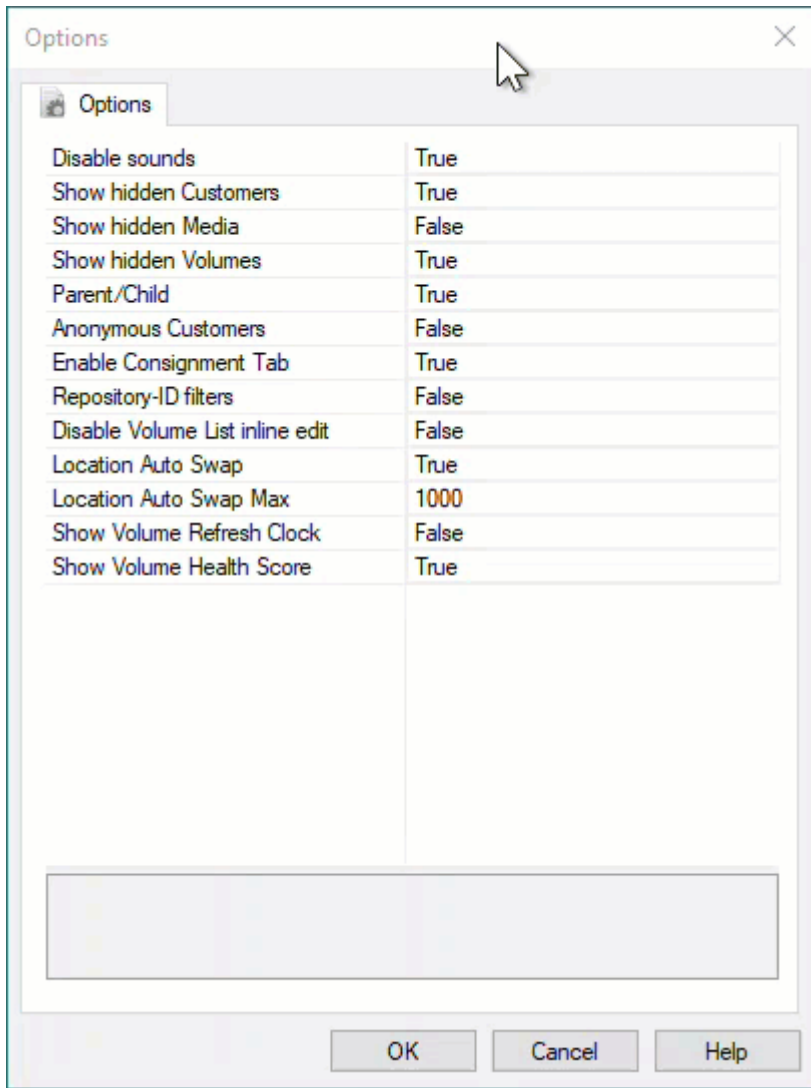 Options
Options
Disable sounds True
Show hidden Customers True
Show hidden Media False
Show hidden Volumes True
Parent/Child True
Anonymous Customers False
Enable Consignment Tab True
Repository-ID filters False
Disable Volume List inline edit False
Location Auto Swap True
Location Auto Swap Max 1000
Show Volume Refresh Clock False
Show Volume Health Score True
OK Cancel Help